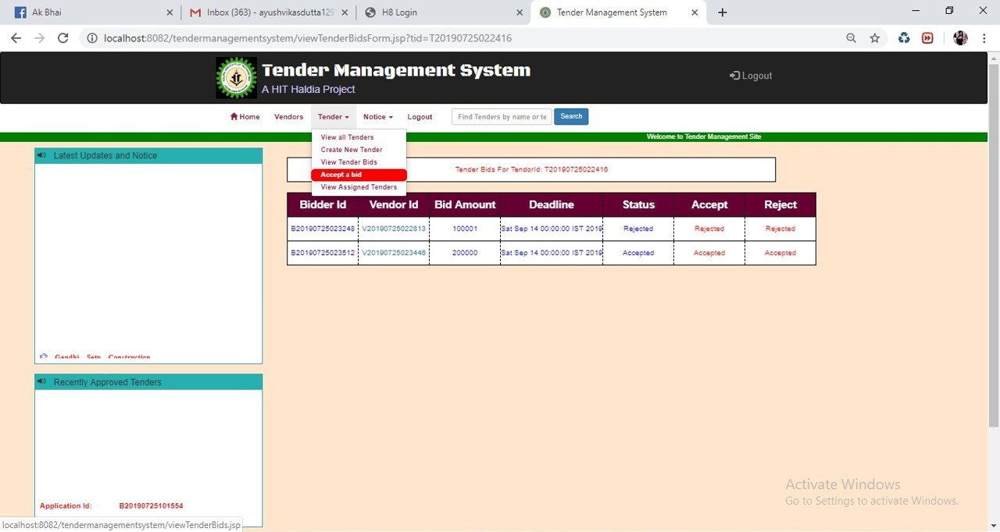 Ak Bhai
Inbox (363) - ayushvikasdutta129
H8 Login
Tender Management System
localhost:8082/tendermanagementsystem/viewTenderBidsForm.jsp?tid=T20190725022416
Tender Management System
A HIT Haldia Project
Logout
Home Vendors Tender Notice Logout Find Tenders by name or te Search
Welcome to Tender Management Site
View all Tenders
Create New Tender
View Tender Bids
Accept a bid
View Assigned Tenders
Latest Updates and Notice
Gandhi Setu Construction
Recently Approved Tenders
Application Id: B20190725101554
Tender Bids For TendorId: T20190725022416
Bidder Id Vendor Id Bid Amount Deadline Status Accept Reject
B20190725023248 V20190725022813 100001 Sat Sep 14 00:00:00 IST 2019 Rejected Rejected Rejected
B20190725023512 V20190725023446 200000 Sat Sep 14 00:00:00 IST 2019 Accepted Accepted Accepted
Activate Windows
Go to Settings to activate Windows.
localhost:8082/tendermanagementsystem/viewTenderBids.jsp